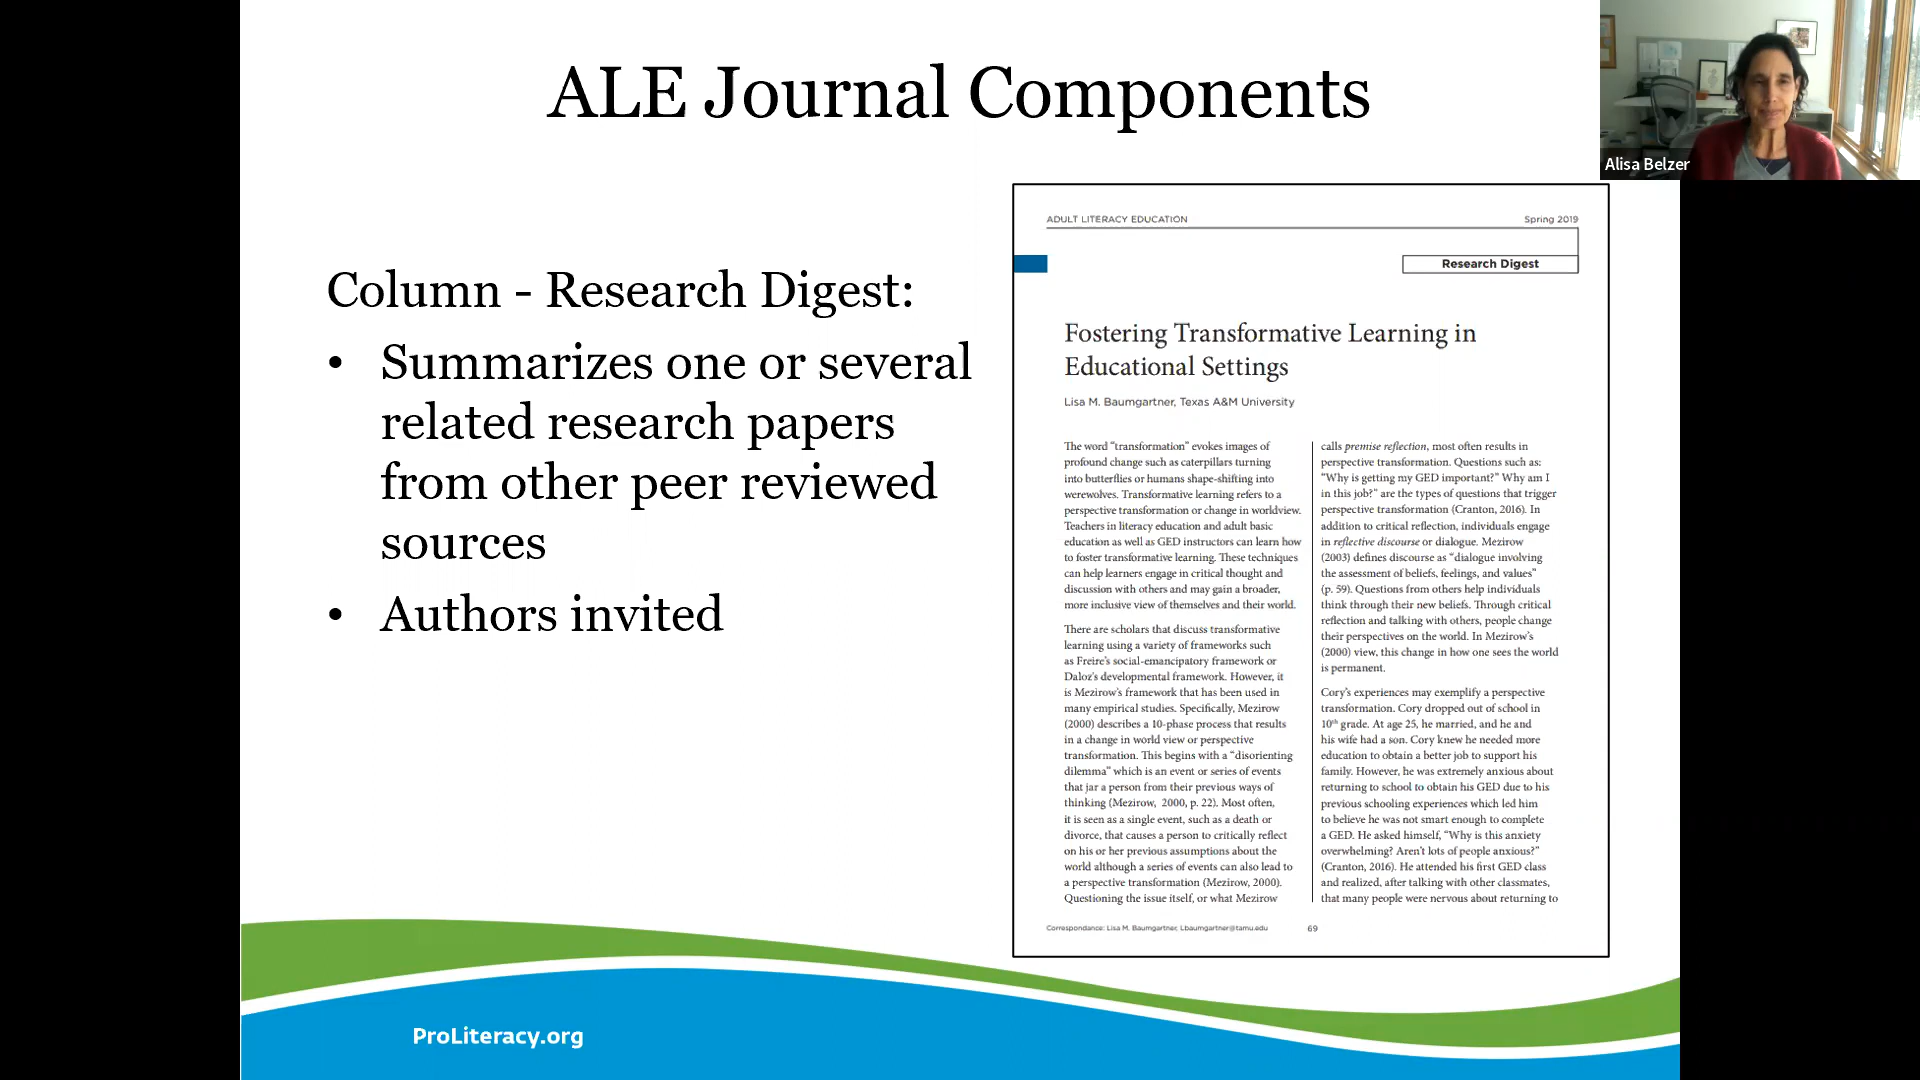 ALE Journal Components
Alisa Belzer
Column - Research Digest:
• Summarizes one or several
related research papers
from other peer reviewed
sources
• Authors invited
ADULT LITERACY EDUCATION
Spring 2019
Research Digest
Fostering Transformative Learning in
Educational Settings
Lisa M. Baumgartner, Texas A&M University
The word “transformation” evokes images of
profound change such as caterpillars turning
into butterflies or humans shape-shifting into
werewolves. Transformative learning refers to a
perspective transformation or change in worldview.
Teachers in literacy education and adult basic
education as well as GED instructors can learn how
to foster transformative learning. These techniques
can help learners engage in critical thought and
discussion with others and may gain a broader,
more inclusive view of themselves and their world.
There are scholars that discuss transformative
learning using a variety of frameworks such
as Freire’s social-emancipatory framework or
Daloz’s developmental framework. However, it
is Mezirow’s framework that has been used in
many empirical studies. Specifically, Mezirow
(2000) describes a 10-phase process that results
in a change in world view or perspective
transformation. This begins with a “disorienting
dilemma” which is an event or series of events
that jar a person from their previous ways of
thinking (Mezirow, 2000, p. 22). Most often,
it is seen as a single event, such as a death or
divorce, that causes a person to critically reflect
on his or her previous assumptions about the
world although a series of events can also lead to
a perspective transformation (Mezirow, 2000).
Questioning the issue itself, or what Mezirow
calls premise reflection, most often results in
perspective transformation. Questions such as:
“Why is getting my GED important?” Why am I
in this job?” are the types of questions that trigger
perspective transformation (Cranton, 2016). In
addition to critical reflection, individuals engage
in reflective discourse or dialogue. Mezirow
(2003) defines discourse as “dialogue involving
the assessment of beliefs, feelings, and values”
(p. 59). Questions from others help individuals
think through their new beliefs. Through critical
reflection and talking with others, people change
their perspectives on the world. In Mezirow’s
(2000) view, this change in how one sees the world
is permanent.
Cory’s experiences may exemplify a perspective
transformation. Cory dropped out of school in
10th grade. At age 25, he married, and he and
his wife had a son. Cory knew he needed more
education to obtain a better job to support his
family. However, he was extremely anxious about
returning to school to obtain his GED due to his
previous schooling experiences which led him
to believe he was not smart enough to complete
a GED. He asked himself, “Why is this anxiety
overwhelming? Aren’t lots of people anxious?”
(Cranton, 2016). He attended his first GED class
and realized, after talking with other classmates,
that many people were nervous about returning to
Correspondance: Lisa M. Baumgartner, Lbaumgartner@tamu.edu
69
ProLiteracy.org